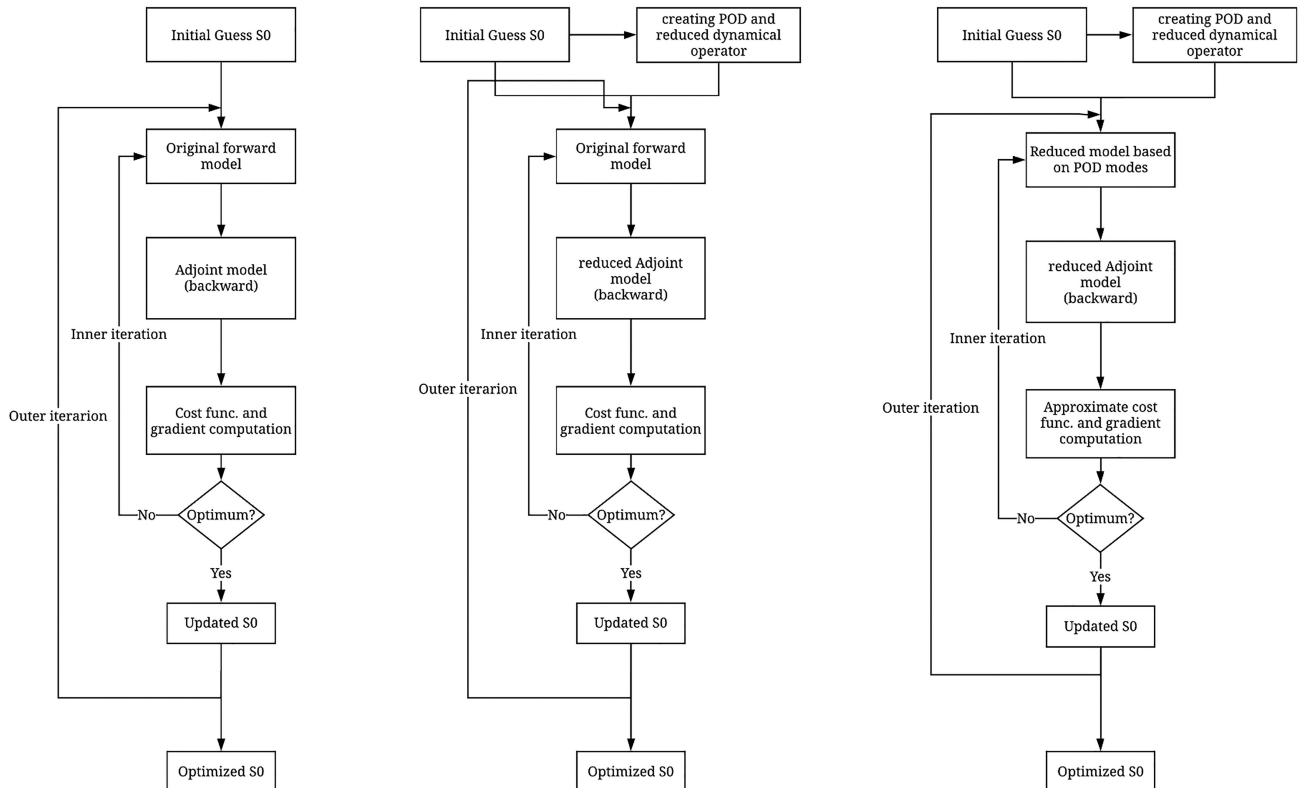 Initial Guess S0
Original forward
model
Adjoint model
(backward)
Inner iteration
Outer iterarion
Cost func. and
gradient computation
No
Optimum?
Yes
Updated S0
Optimized S0
Initial Guess S0
creating POD and
reduced dynamical
operator
Original forward
model
reduced Adjoint
model
(backward)
Inner iteration
Outer iterarion
Cost func. and
gradient computation
No
Optimum?
Yes
Updated S0
Optimized S0
Initial Guess S0
creating POD and
reduced dynamical
operator
Reduced model based
on POD modes
reduced Adjoint
model
(backward)
Inner iteration
Outer iteration
Approximate cost
func. and gradient
computation
No
Optimum?
Yes
Updated S0
Optimized S0